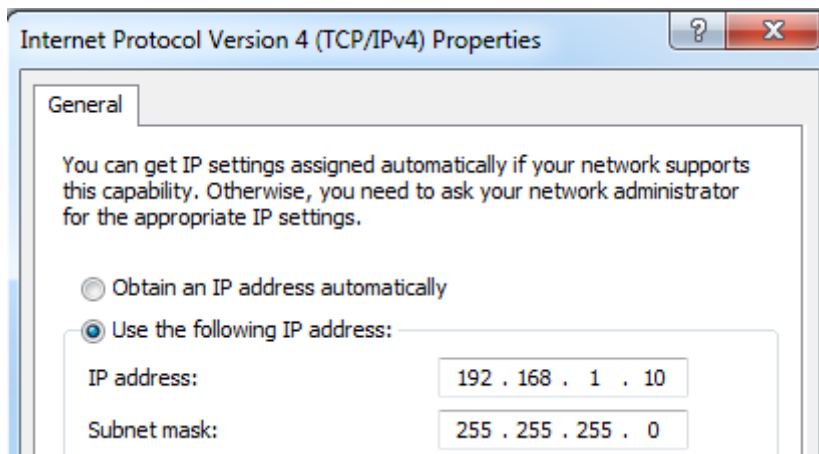 Internet Protocol Version 4 (TCP/IPv4) Properties
General
You can get IP settings assigned automatically if your network supports
this capability. Otherwise, you need to ask your network administrator
for the appropriate IP settings.
Obtain an IP address automatically
Use the following IP address:
IP address: 192 . 168 . 1 . 10
Subnet mask: 255 . 255 . 255 . 0